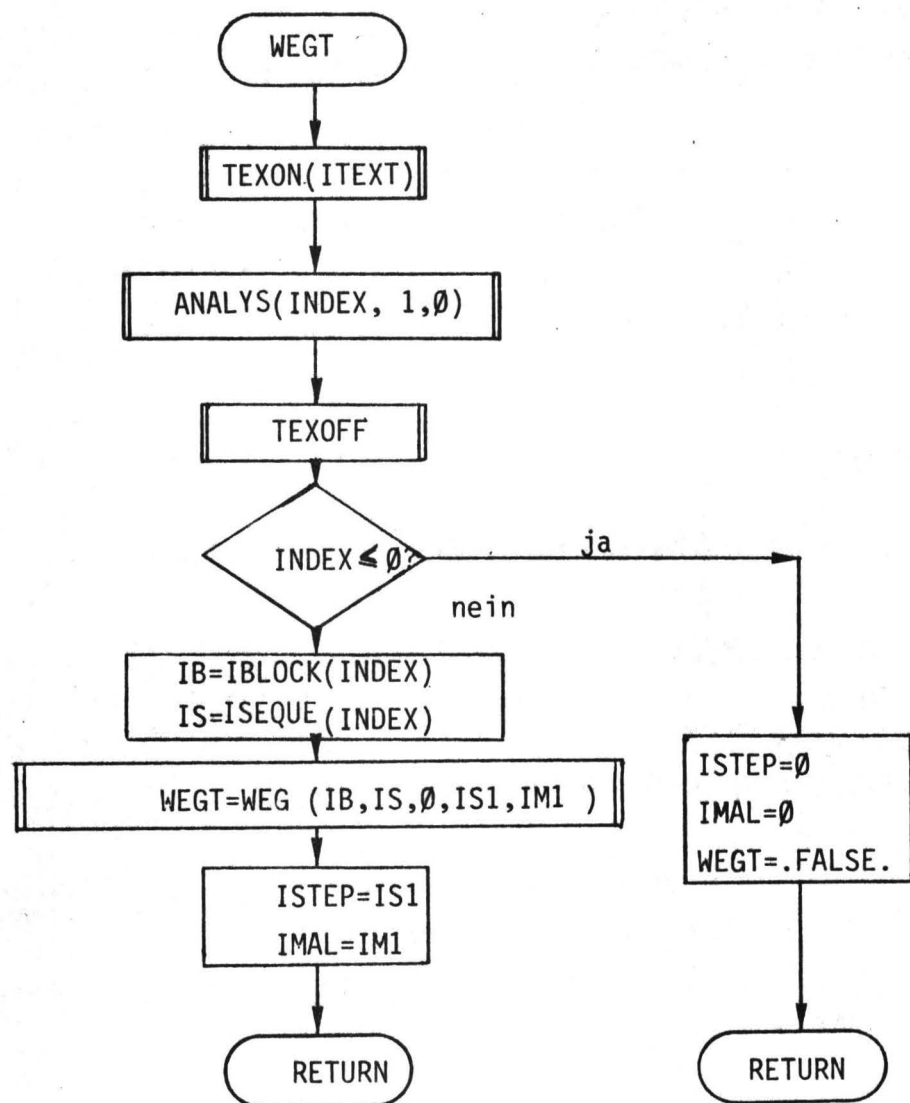 WEGT
TEXON(ITEXT)
ANALYS(INDEX, 1,Ø)
TEXOFF
INDEX ≤ Ø?
ja
nein
IB=IBLOCK(INDEX)
IS=ISEQUE(INDEX)
WEGT=WEG (IB,IS,Ø,IS1,IM1 )
ISTEP=IS1
IMAL=IM1
RETURN
ISTEP=Ø
IMAL=Ø
WEGT=.FALSE.
RETURN